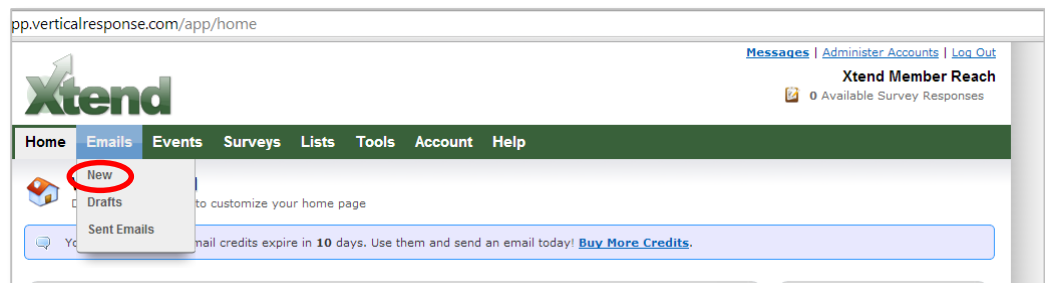 pp.verticalresponse.com/app/home
Messages | Administer Accounts | Log Out
Xtend
Xtend Member Reach
0 Available Survey Responses
Home Emails Events Surveys Lists Tools Account Help
New
Drafts
to customize your home page
Sent Emails
mail credits expire in 10 days. Use them and send an email today! Buy More Credits.